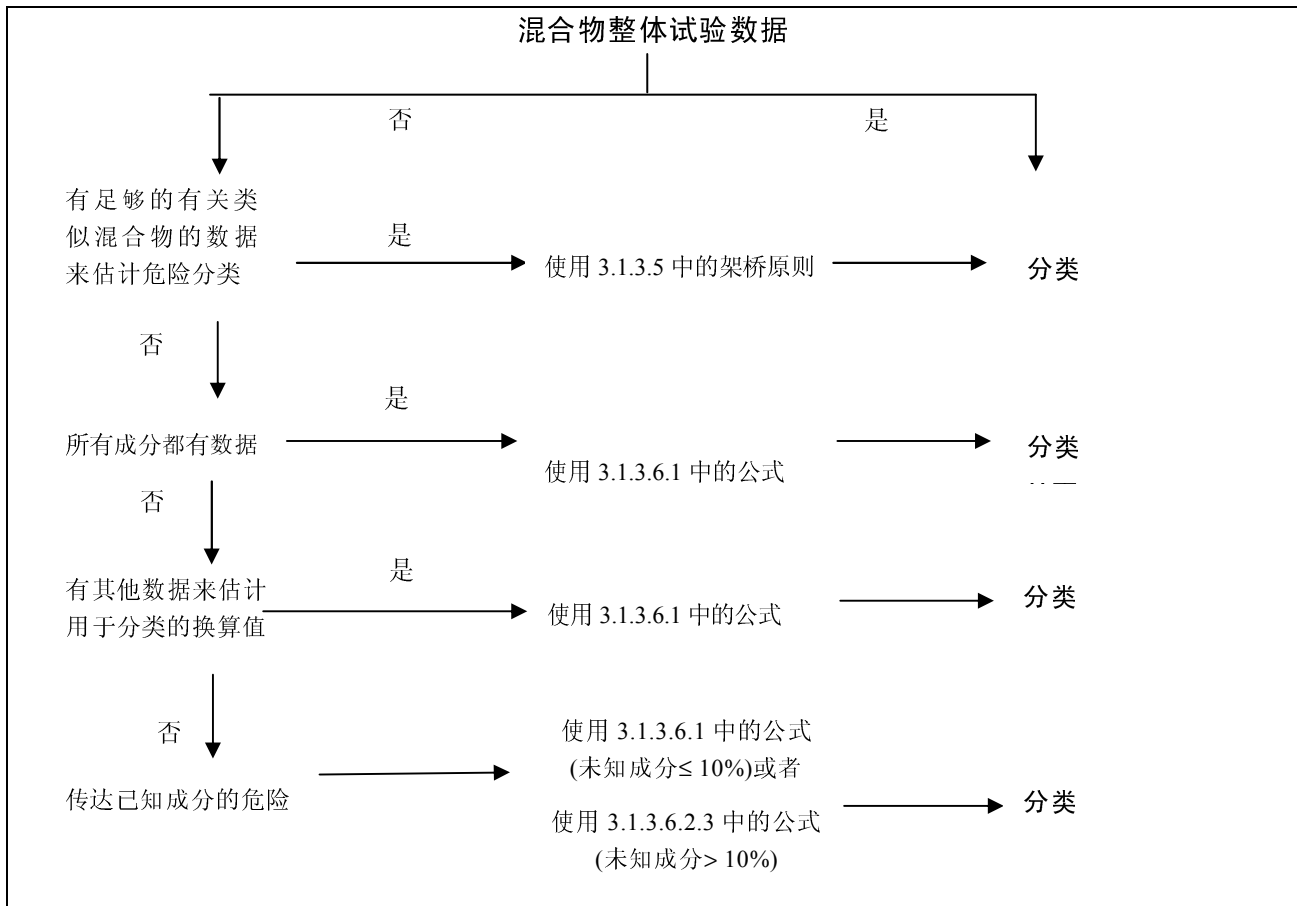 混合物整体试验数据
否
是
有足够的有关类
似混合物的数据
来估计危险分类
是
使用 3.1.3.5 中的架桥原则
分类
否
所有成分都有数据
是
使用 3.1.3.6.1 中的公式
分类
否
有其他数据来估计
用于分类的换算值
是
使用 3.1.3.6.1 中的公式
分类
否
传达已知成分的危险
使用 3.1.3.6.1 中的公式
(未知成分≤ 10%)或者
使用 3.1.3.6.2.3 中的公式
(未知成分> 10%)
分类